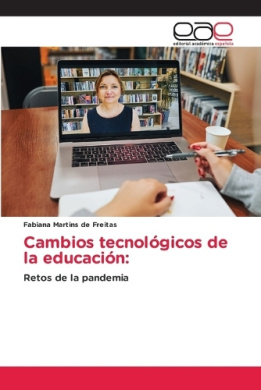 eae
editorial académica española
Fabiana Martins de Freitas
Cambios tecnológicos de
la educación:
Retos de la pandemia